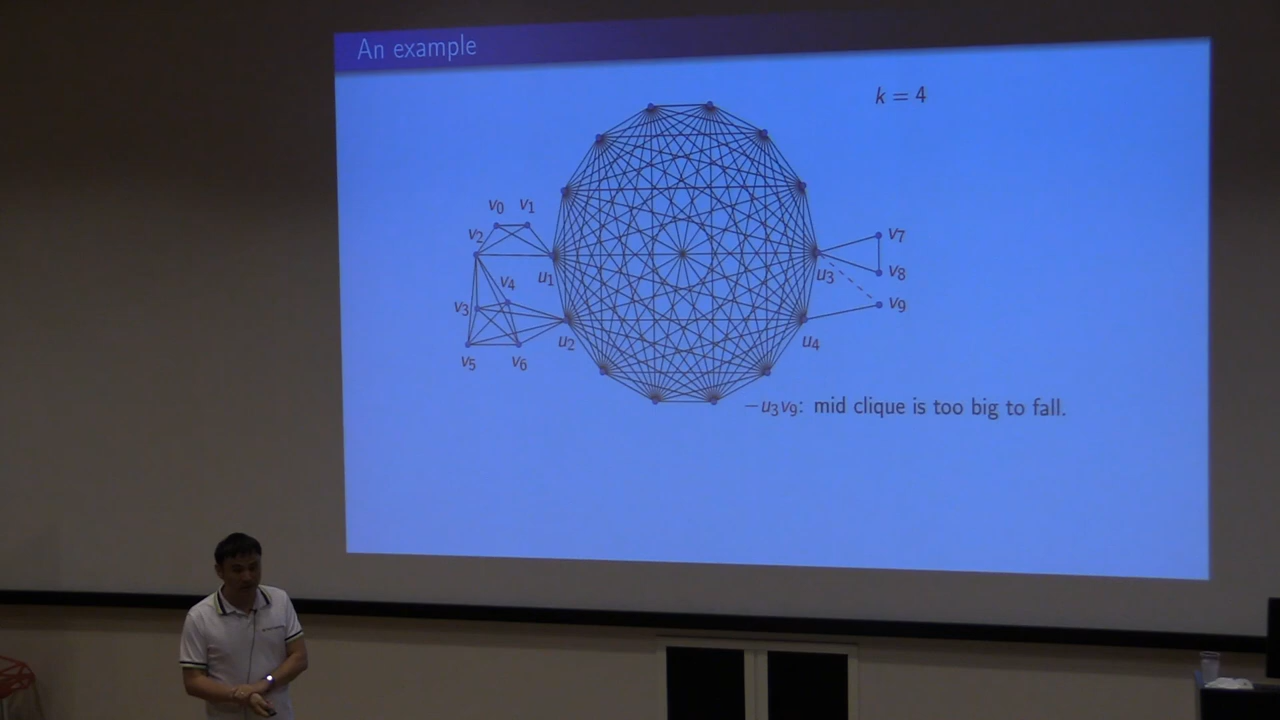 An example
k = 4
v0 v1
v2
u1
v4
v3
u2
v5
v6
v7
v8
u3
v9
u4
−u3v9: mid clique is too big to fall.